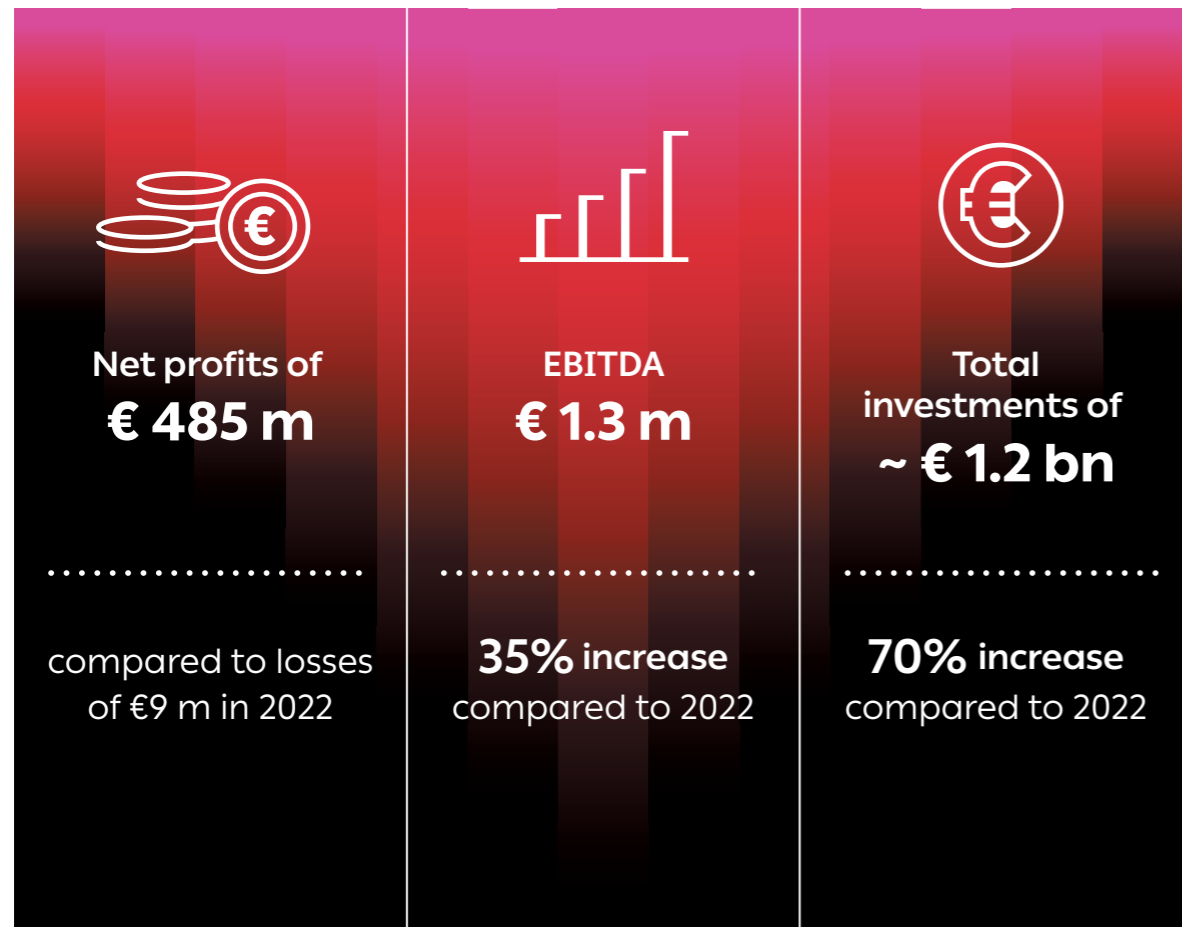 €
Net profits of
€ 485 m
compared to losses
of €9 m in 2022
EBITDA
€ 1.3 m
35% increase
compared to 2022
€
Total
investments of
~ € 1.2 bn
70% increase
compared to 2022